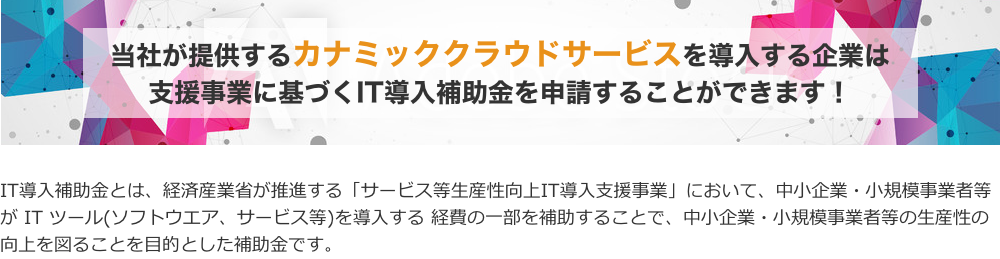 当社が提供するカナミッククラウドサービスを導入する企業は
支援事業に基づくIT導入補助金を申請することができます！
IT導入補助金とは、経済産業省が推進する「サービス等生産性向上IT導入支援事業」において、中小企業・小規模事業者等
が IT ツール(ソフトウエア、サービス等)を導入する 経費の一部を補助することで、中小企業・小規模事業者等の生産性の
向上を図ることを目的とした補助金です。